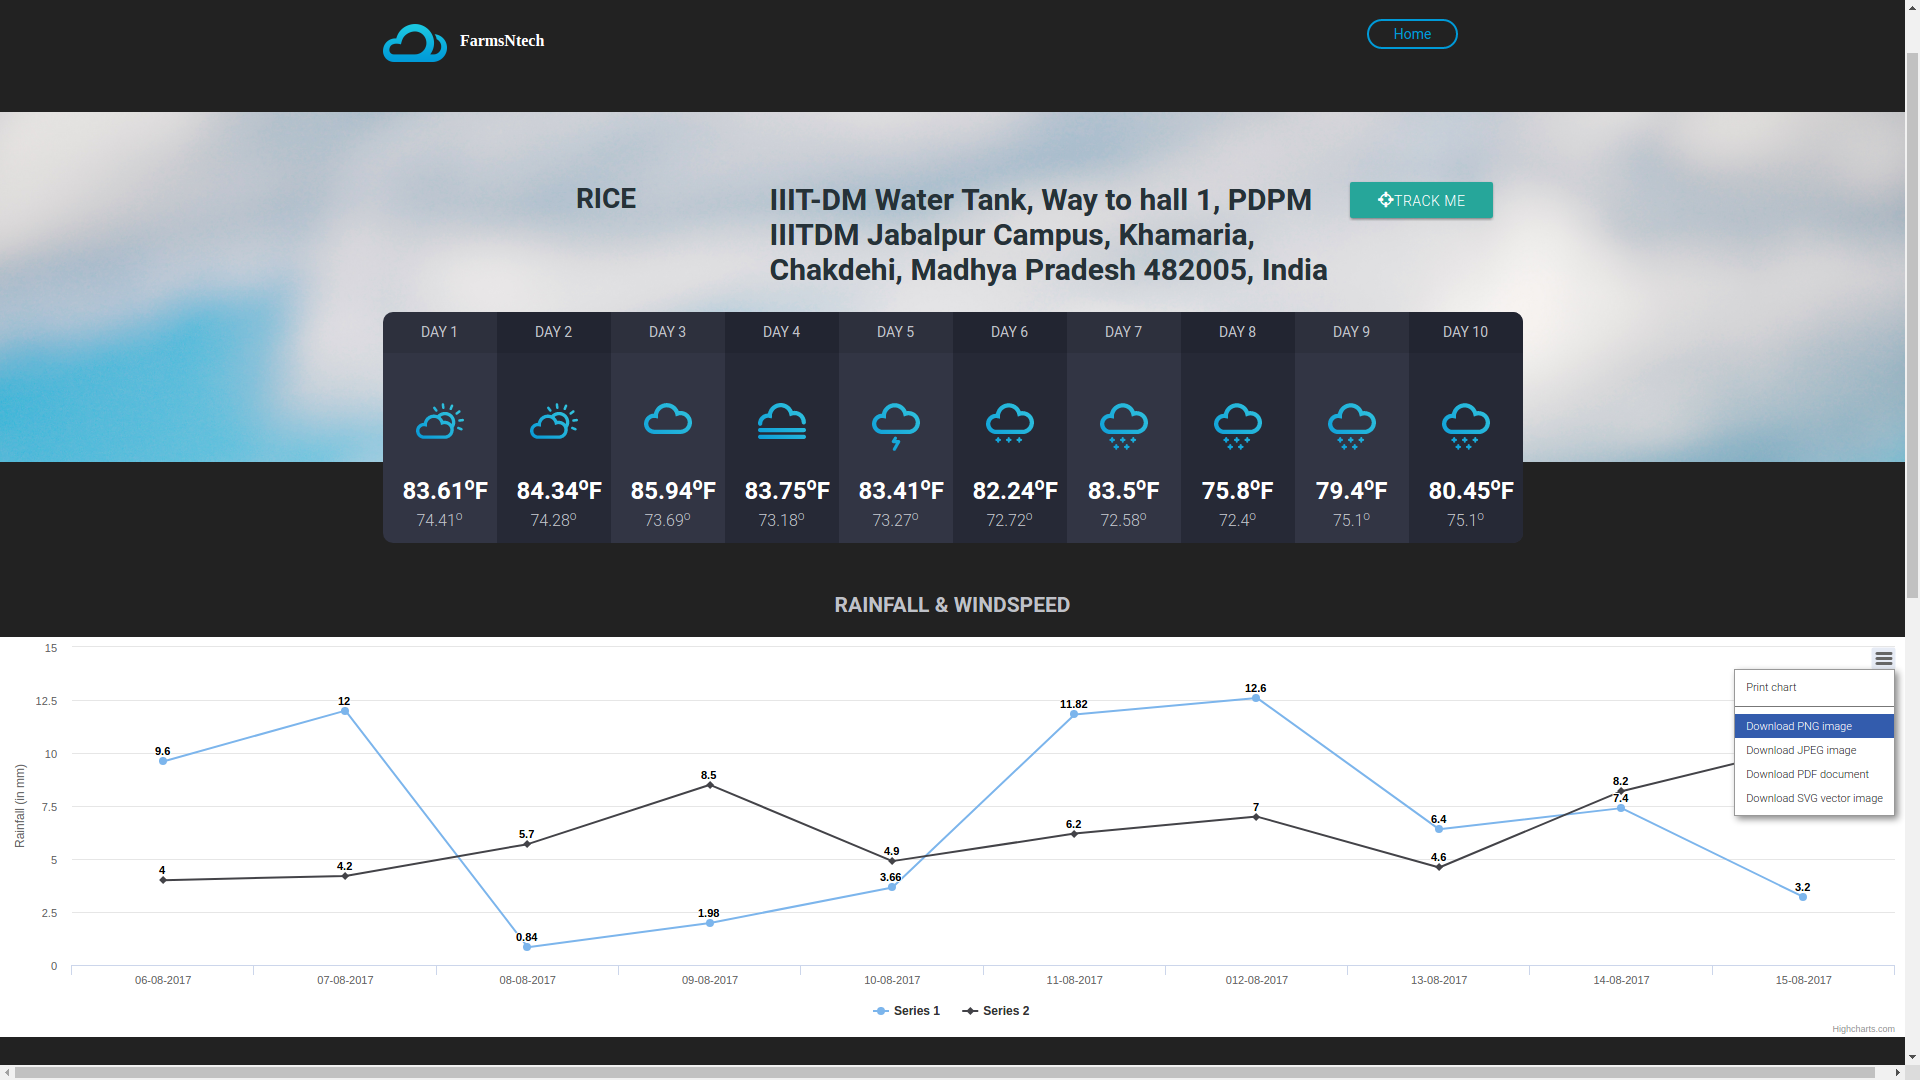 FarmsNtech
Home
RICE
IIIT-DM Water Tank, Way to hall 1, PDPM
IIITDM Jabalpur Campus, Khamaria,
Chakdehi, Madhya Pradesh 482005, India
TRACK ME
DAY 1 DAY 2 DAY 3 DAY 4 DAY 5 DAY 6 DAY 7 DAY 8 DAY 9 DAY 10
83.61°F 84.34°F 85.94°F 83.75°F 83.41°F 82.24°F 83.5°F 75.8°F 79.4°F 80.45°F
74.41° 74.28° 73.69° 73.18° 73.27° 72.72° 72.58° 72.4° 75.1° 75.1°
RAINFALL & WINDSPEED
Rainfall (in mm)
15
12.5
10
7.5
5
2.5
0
9.6 12 0.84 1.98 3.66 11.82 12.6 6.4 7.4 3.2
4 4.2 5.7 8.5 4.9 6.2 7 4.6 8.2
Print chart
Download PNG image
Download JPEG image
Download PDF document
Download SVG vector image
06-08-2017 07-08-2017 08-08-2017 09-08-2017 10-08-2017 11-08-2017 012-08-2017 13-08-2017 14-08-2017 15-08-2017
Series 1 Series 2
Highcharts.com